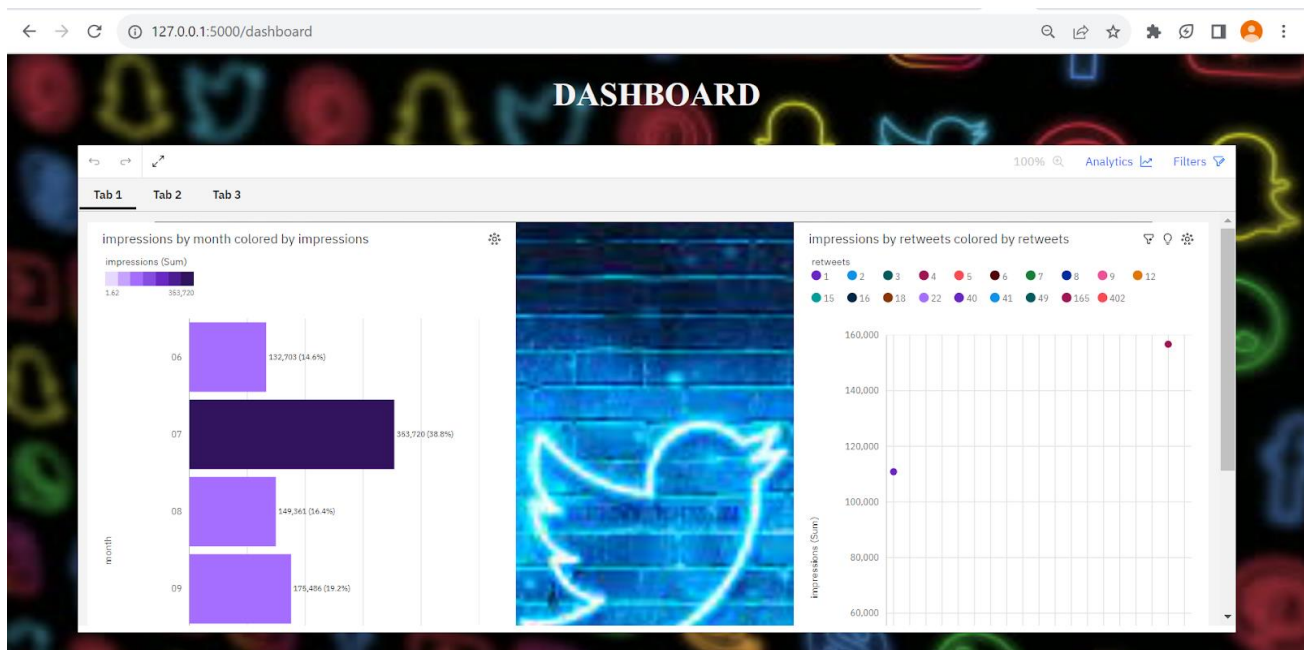 127.0.0.1:5000/dashboard
DASHBOARD
100% Analytics Filters
Tab 1 Tab 2 Tab 3
impressions by month colored by impressions
impressions (Sum)
1.62 363,720
06 132,703 (14.6%)
07 353,720 (38.8%)
08 149,361 (16.4%)
09 175,486 (19.2%)
month
impressions by retweets colored by retweets
retweets
1 2 3 4 5 6 7 8 9 12
15 16 18 22 40 41 49 165 402
160,000
140,000
120,000
100,000
80,000
60,000
impressions (Sum)